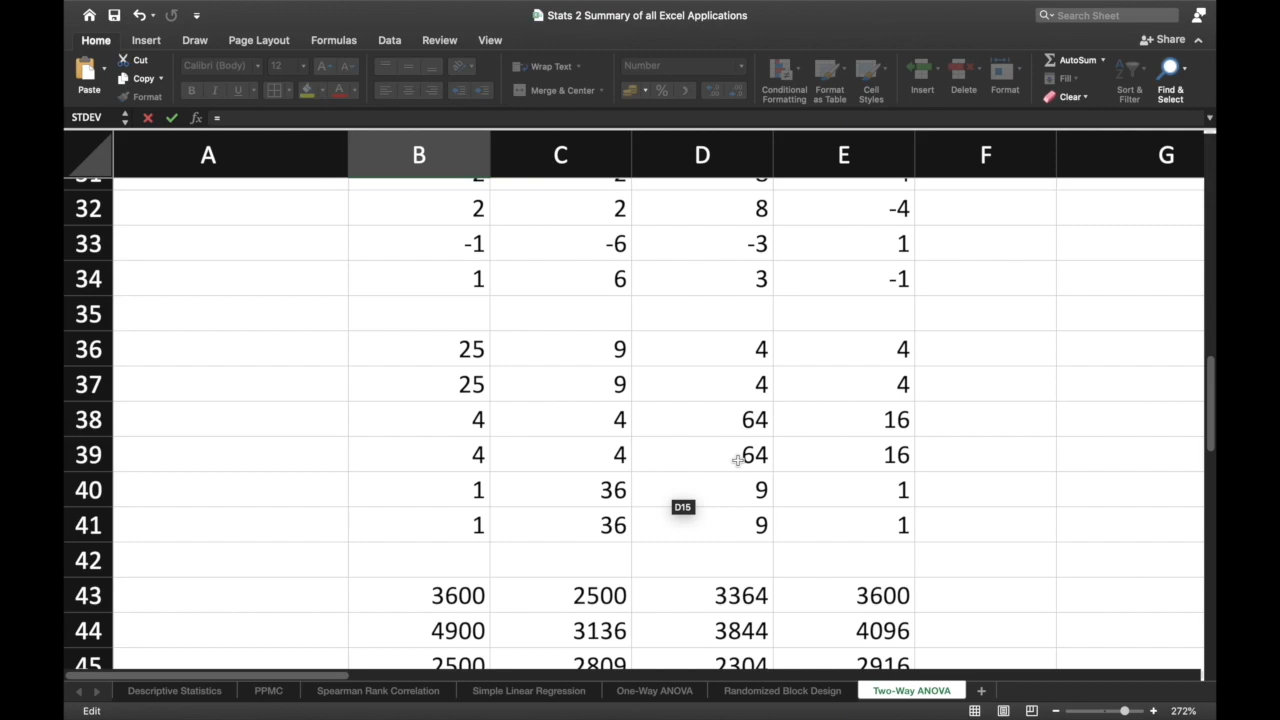 Stats 2 Summary of all Excel Applications
Search Sheet
Home Insert Draw Page Layout Formulas Data Review View
Share
Paste
Cut
Copy
Format
Calibri (Body) 12 A A
B I U A
Wrap Text
Merge & Center
Number
%
Conditional Formatting
Format as Table
Cell Styles
Insert
Delete
Format
AutoSum
Fill
Clear
Sort & Filter
Find & Select
STDEV fx =
A B C D E F G
32 2 2 8 -4
33 -1 -6 -3 1
34 1 6 3 -1
35
36 25 9 4 4
37 25 9 4 4
38 4 4 64 16
39 4 4 64 16
40 1 36 9 1
D15
41 1 36 9 1
42
43 3600 2500 3364 3600
44 4900 3136 3844 4096
45 2500 2809 2304 2916
Descriptive Statistics PPMC Spearman Rank Correlation Simple Linear Regression One-Way ANOVA Randomized Block Design Two-Way ANOVA +
Edit
272%